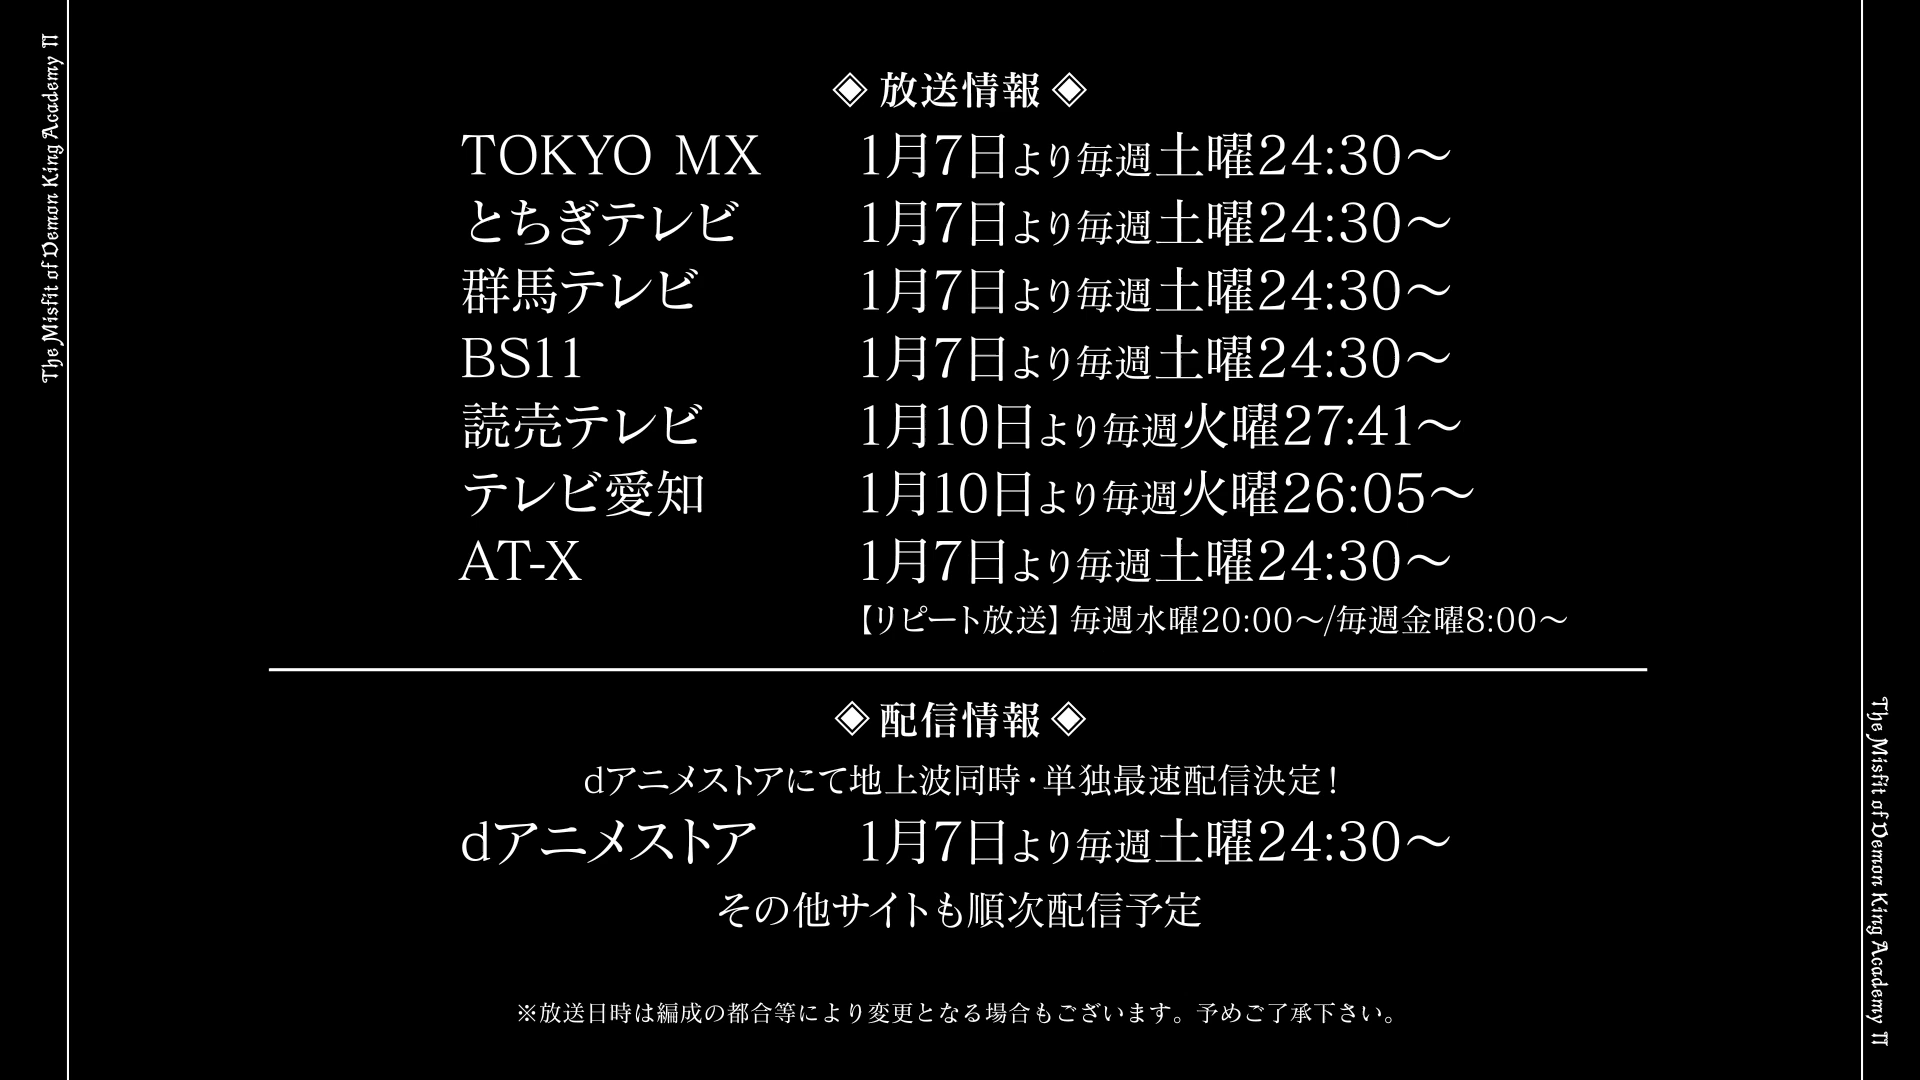 The Misfit of Demon King Academy II
◈ 放送情報 ◈
TOKYO MX 1月7日より毎週土曜24:30〜
とちぎテレビ 1月7日より毎週土曜24:30〜
群馬テレビ 1月7日より毎週土曜24:30〜
BS11 1月7日より毎週土曜24:30〜
読売テレビ 1月10日より毎週火曜27:41〜
テレビ愛知 1月10日より毎週火曜26:05〜
AT-X 1月7日より毎週土曜24:30〜
【リピート放送】毎週水曜20:00〜/毎週金曜8:00〜
◈ 配信情報 ◈
dアニメストアにて地上波同時・単独最速配信決定!
dアニメストア 1月7日より毎週土曜24:30〜
その他サイトも順次配信予定
※放送日時は編成の都合等により変更となる場合もございます。予めご了承下さい。
The Misfit of Demon King Academy II